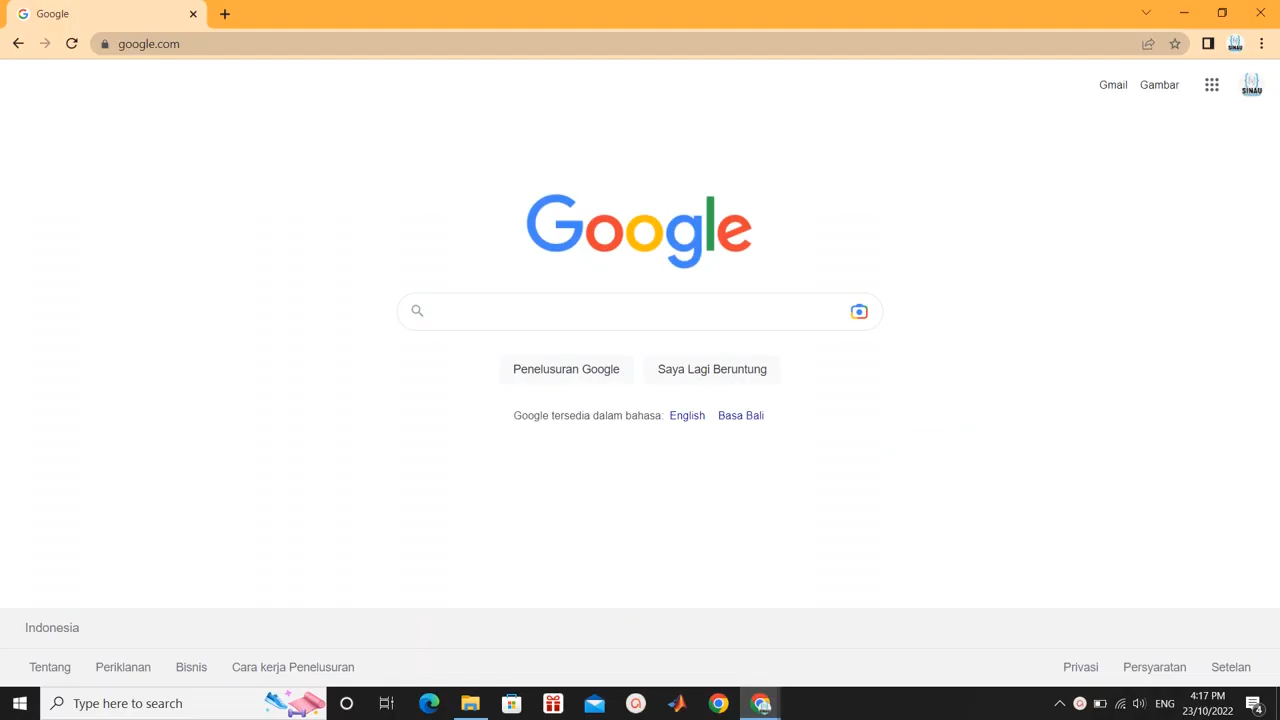 Google
google.com
Gmail Gambar
SINAU
Google
Penelusuran Google Saya Lagi Beruntung
Google tersedia dalam bahasa: English Basa Bali
Indonesia
Tentang Periklanan Bisnis Cara kerja Penelusuran Privasi Persyaratan Setelan
Type here to search ENG 4:17 PM
23/10/2022 4